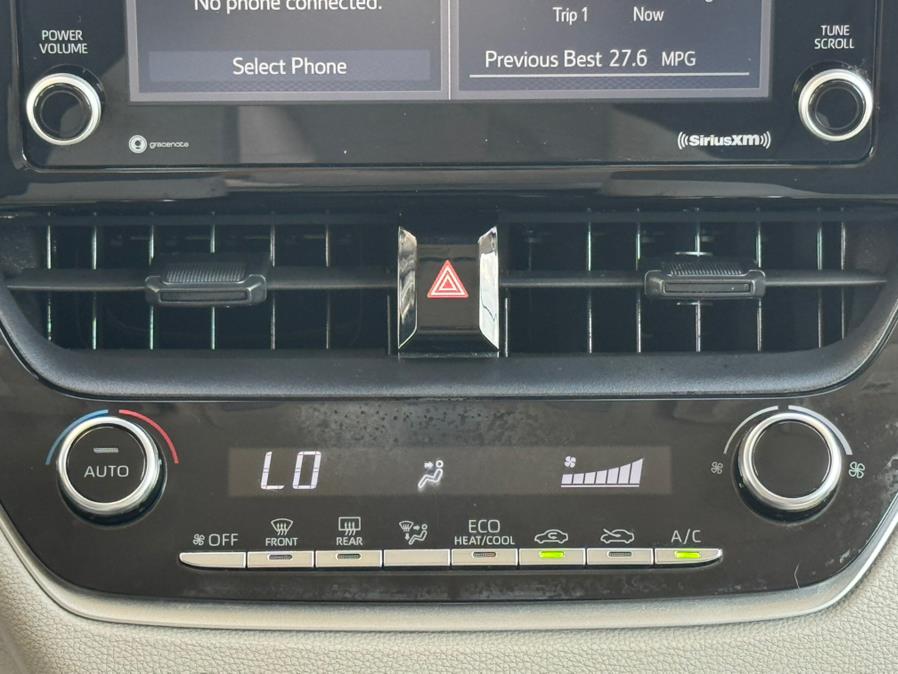 No phone connected.
Trip 1 Now
POWER
VOLUME
TUNE
SCROLL
Select Phone
Previous Best 27.6 MPG
gracenote
SiriusXM
AUTO
LO
OFF
FRONT
REAR
ECO
HEAT/COOL
A/C